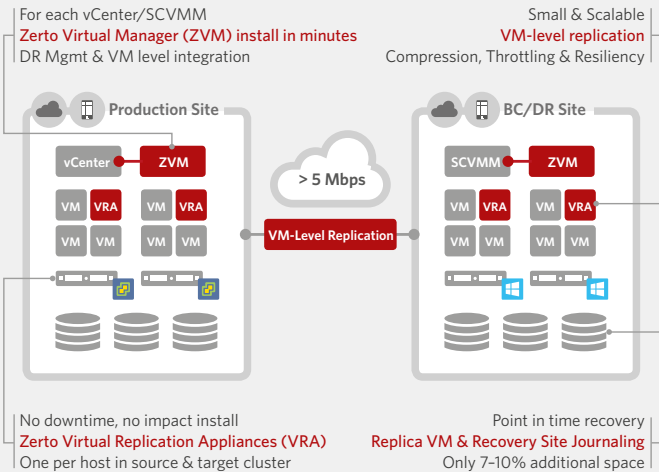 For each vCenter/SCVMM
Zerto Virtual Manager (ZVM) install in minutes
DR Mgmt & VM level integration
Small & Scalable
VM-level replication
Compression, Throttling & Resiliency
Production Site
vCenter
ZVM
VM
VRA
VM
VRA
VM
VM
VM
VM
> 5 Mbps
VM-Level Replication
BC/DR Site
SCVMM
ZVM
VM
VRA
VM
VRA
VM
VM
VM
VM
No downtime, no impact install
Zerto Virtual Replication Appliances (VRA)
One per host in source & target cluster
Point in time recovery
Replica VM & Recovery Site Journaling
Only 7–10% additional space